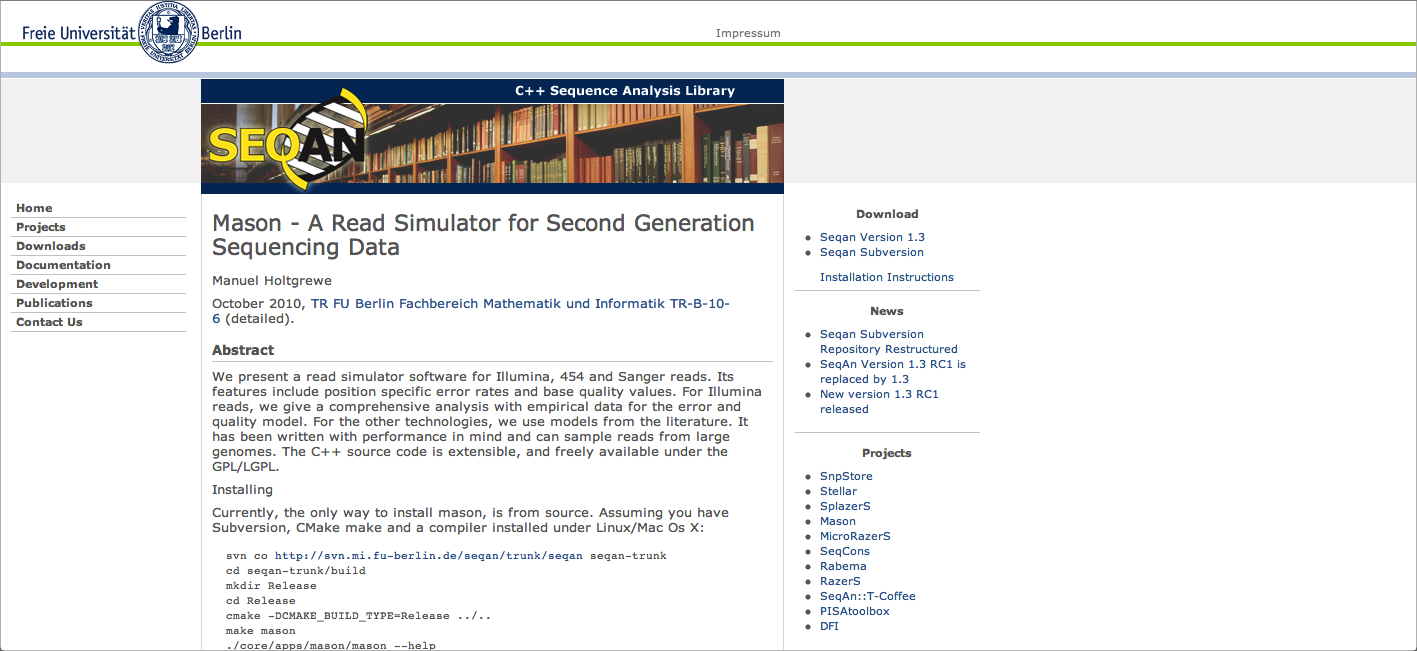 Freie Universität Berlin
Impressum
C++ Sequence Analysis Library
SEQAN
Home
Projects
Downloads
Documentation
Development
Publications
Contact Us
Mason - A Read Simulator for Second Generation
Sequencing Data
Manuel Holtgrewe
October 2010, TR FU Berlin Fachbereich Mathematik und Informatik TR-B-10-
6 (detailed).
Abstract
We present a read simulator software for Illumina, 454 and Sanger reads. Its
features include position specific error rates and base quality values. For Illumina
reads, we give a comprehensive analysis with empirical data for the error and
quality model. For the other technologies, we use models from the literature. It
has been written with performance in mind and can sample reads from large
genomes. The C++ source code is extensible, and freely available under the
GPL/LGPL.
Installing
Currently, the only way to install mason, is from source. Assuming you have
Subversion, CMake make and a compiler installed under Linux/Mac Os X:
svn co http://svn.mi.fu-berlin.de/seqan/trunk/seqan seqan-trunk
cd seqan-trunk/build
mkdir Release
cd Release
cmake -DCMAKE_BUILD_TYPE=Release ../..
make mason
./core/apps/mason/mason --help
Download
Seqan Version 1.3
Seqan Subversion
Installation Instructions
News
Seqan Subversion
Repository Restructured
SeqAn Version 1.3 RC1 is
replaced by 1.3
New version 1.3 RC1
released
Projects
SnpStore
Stellar
SplazerS
Mason
MicroRazerS
SeqCons
Rabema
RazerS
SeqAn::T-Coffee
PISAtoolbox
DFI